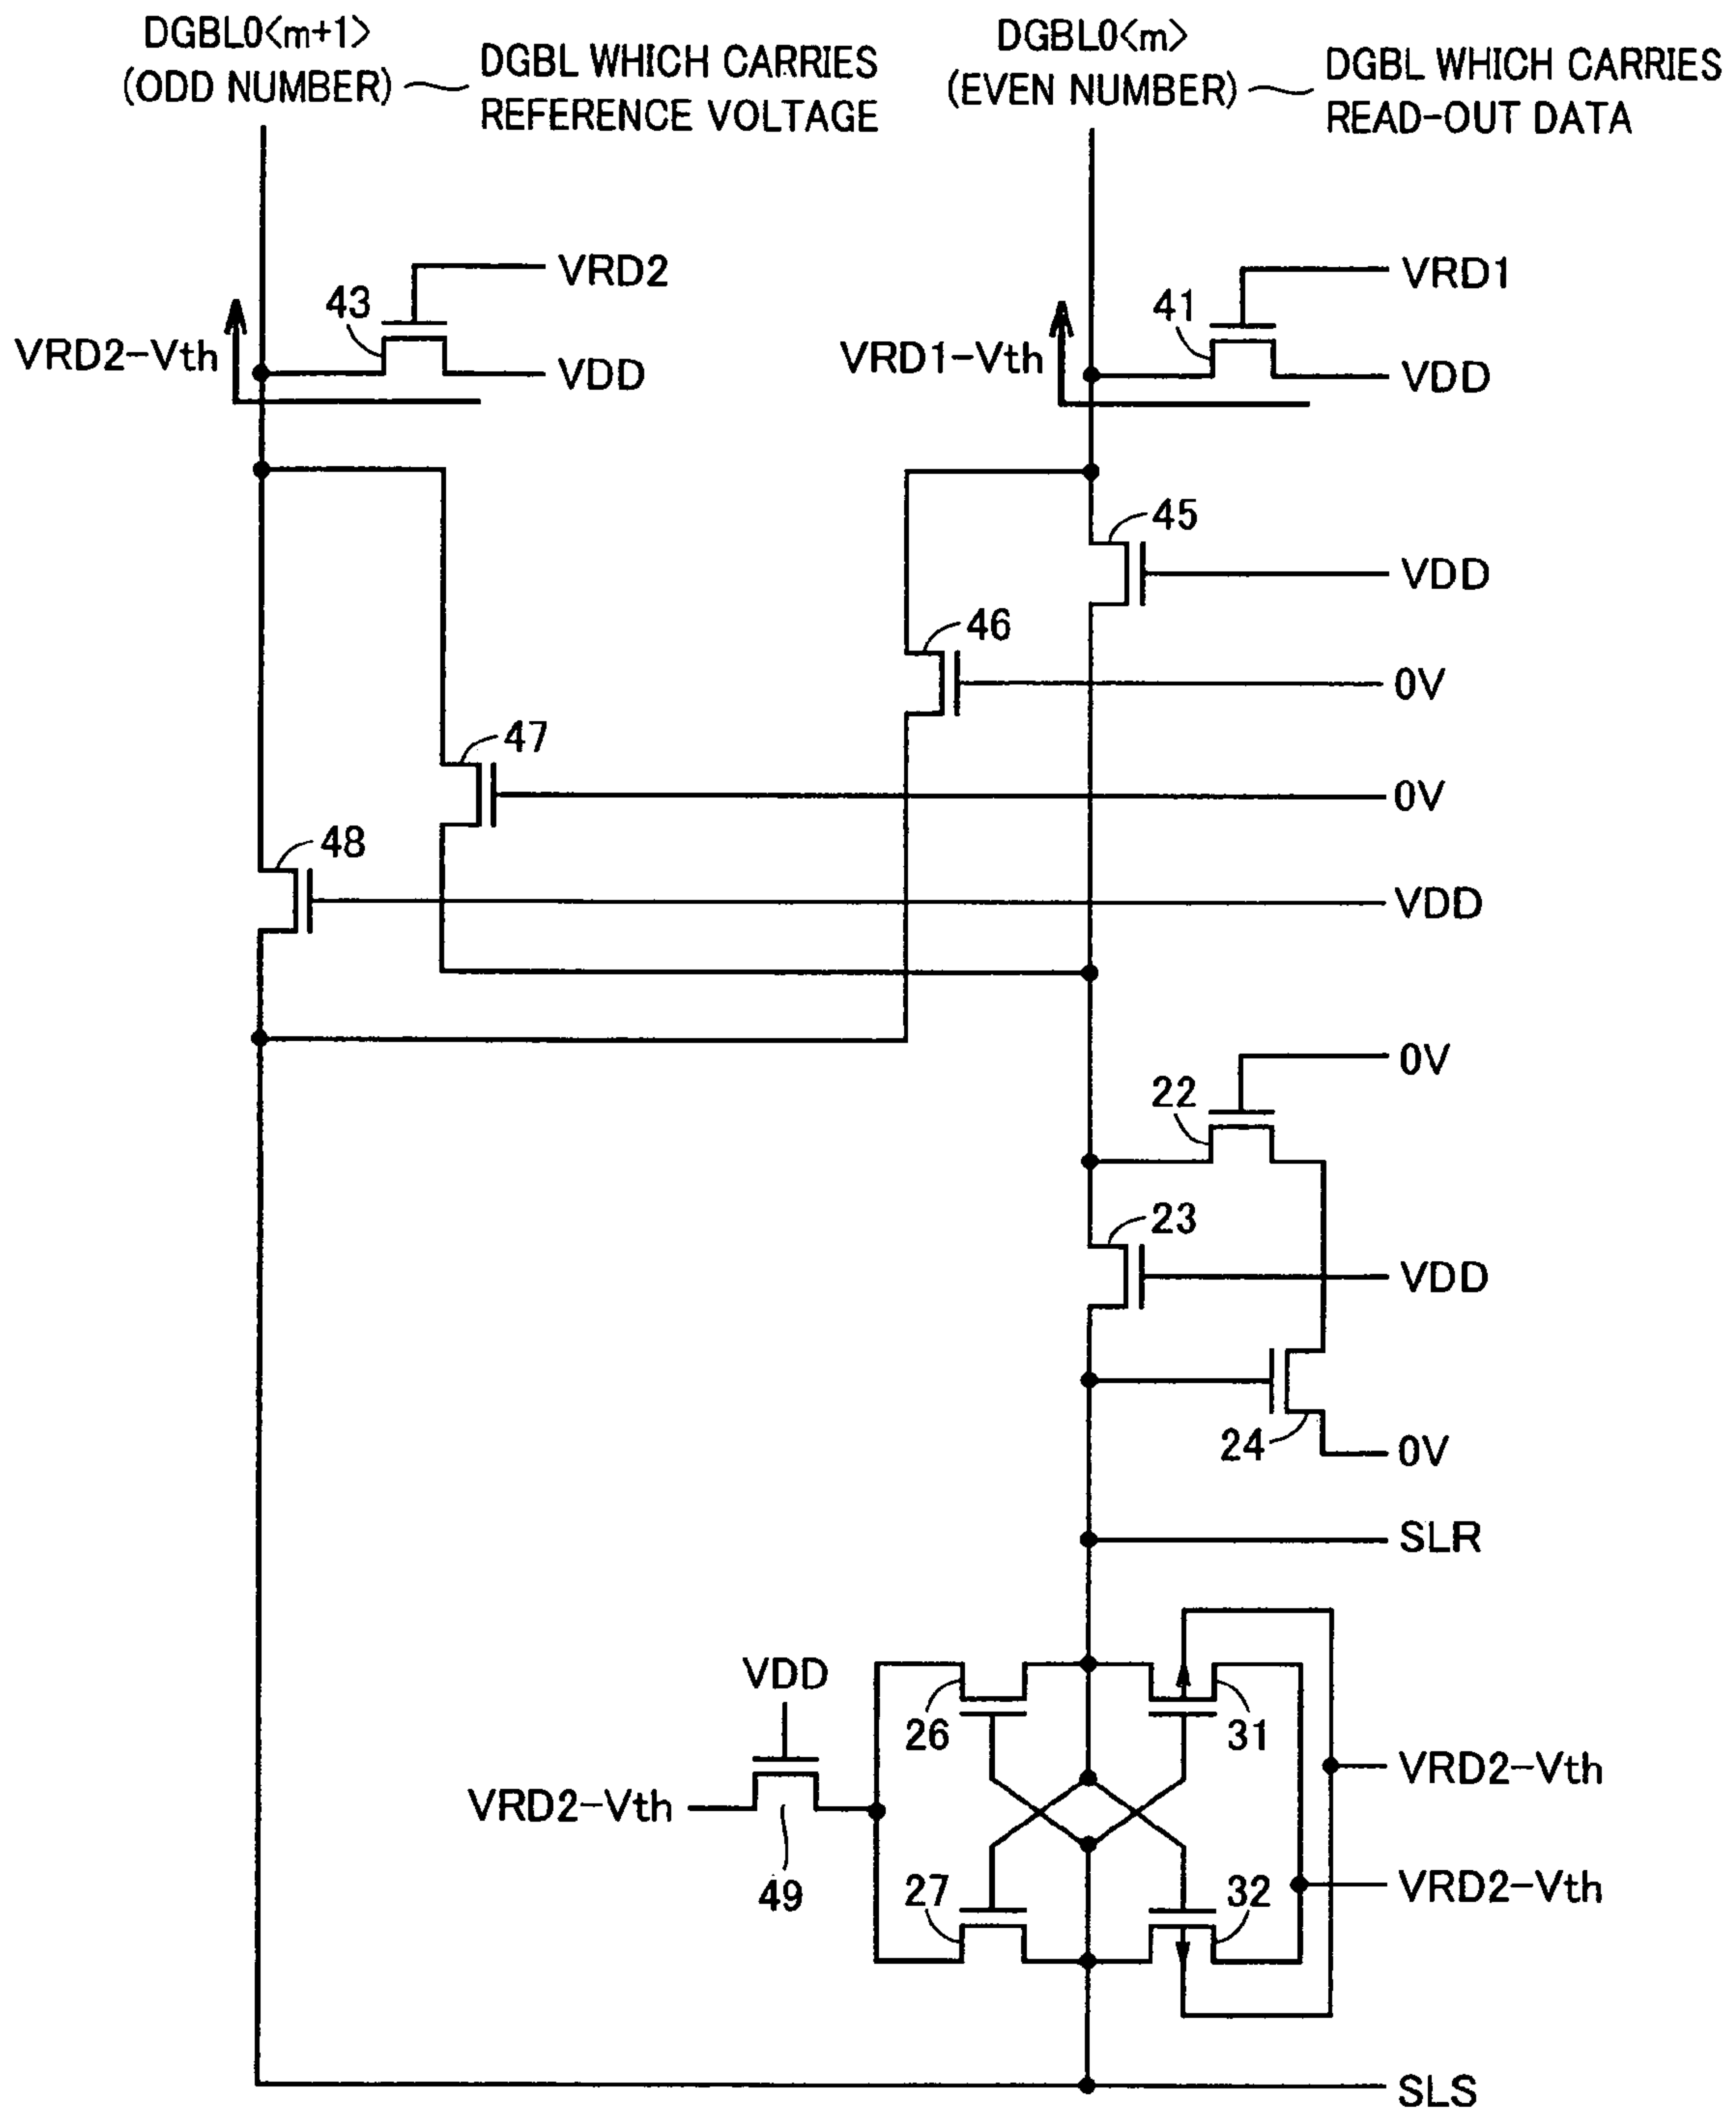 DGBL0<m+1>
(ODD NUMBER)
DGBL WHICH CARRIES
REFERENCE VOLTAGE
DGBL0<m>
(EVEN NUMBER)
DGBL WHICH CARRIES
READ-OUT DATA
VRD2
43
VRD2-Vth
VDD
VRD1
41
VRD1-Vth
VDD
45
VDD
46
0V
47
0V
48
VDD
0V
22
23
VDD
24
0V
SLR
VDD
26
31
VRD2-Vth
VRD2-Vth
49
27
32
VRD2-Vth
SLS